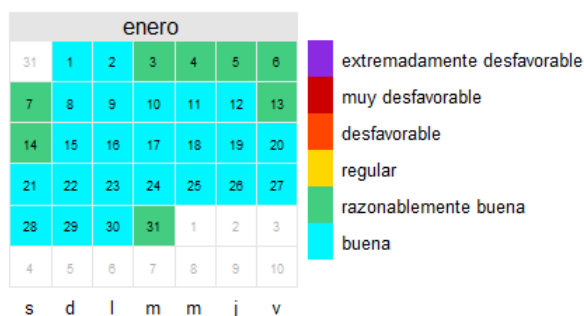 enero
31 1 2 3 4 5 6
7 8 9 10 11 12 13
14 15 16 17 18 19 20
21 22 23 24 25 26 27
28 29 30 31 1 2 3
4 5 6 7 8 9 10
s d l m m j v
extremadamente desfavorable
muy desfavorable
desfavorable
regular
razonablemente buena
buena